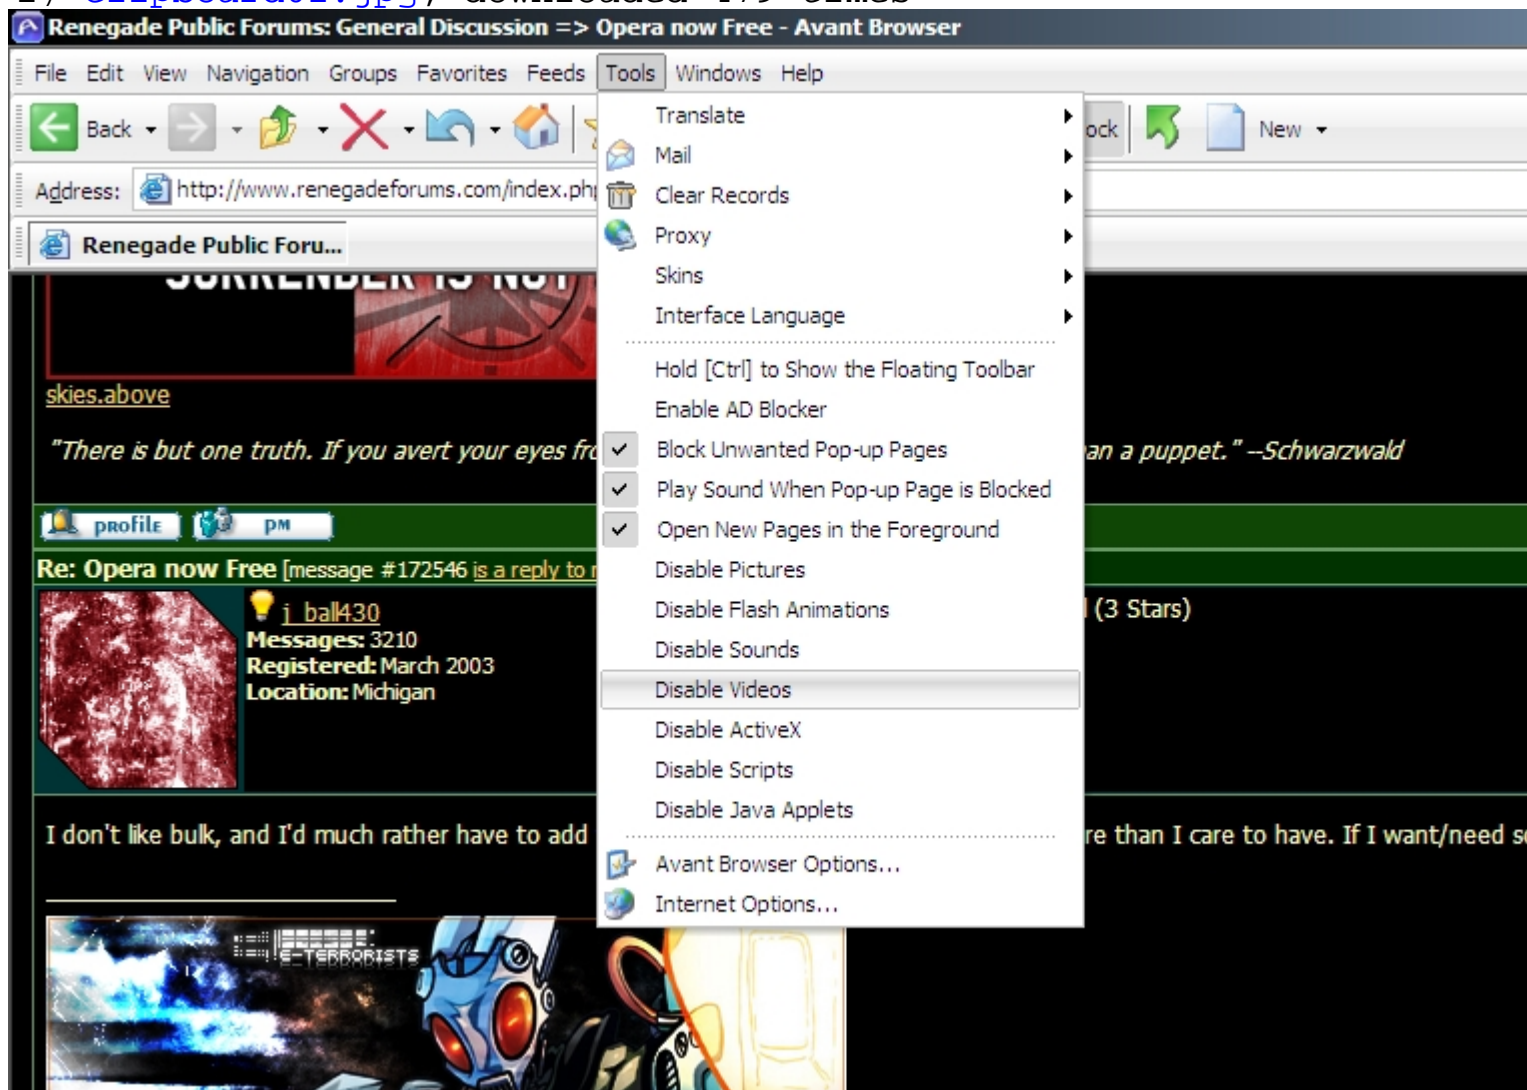 Renegade Public Forums: General Discussion => Opera now Free - Avant Browser
File Edit View Navigation Groups Favorites Feeds Tools Windows Help
Back New
Address: http://www.renegadeforums.com/index.php
Renegade Public Foru...
Translate
Mail
Clear Records
Proxy
Skins
Interface Language
Hold [Ctrl] to Show the Floating Toolbar
Enable AD Blocker
Block Unwanted Pop-up Pages
Play Sound When Pop-up Page is Blocked
Open New Pages in the Foreground
Disable Pictures
Disable Flash Animations
Disable Sounds
Disable Videos
Disable ActiveX
Disable Scripts
Disable Java Applets
Avant Browser Options...
Internet Options...
SURRENDER IS NOT
skies.above
"There is but one truth. If you avert your eyes an a puppet." --Schwarzwald
profile pm
Re: Opera now Free [message #172546 is a reply to
j_ball430 (3 Stars)
Messages: 3210
Registered: March 2003
Location: Michigan
I don't like bulk, and I'd much rather have to add re than I care to have. If I want/need
E-TERRORISTS